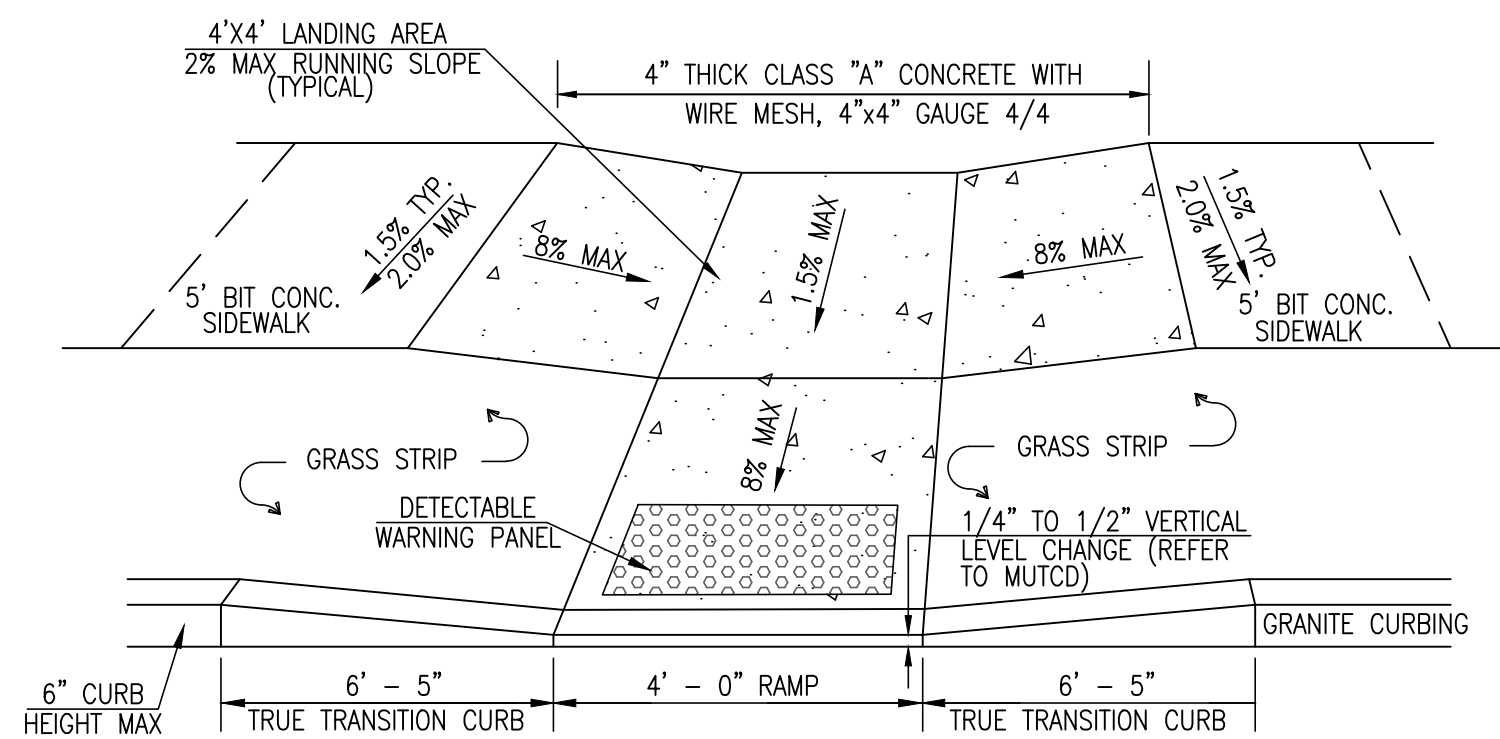 4'X4' LANDING AREA
2% MAX RUNNING SLOPE
(TYPICAL)
4" THICK CLASS "A" CONCRETE WITH
WIRE MESH, 4"x4" GAUGE 4/4
1.5% TYP.
2.0% MAX
5' BIT CONC.
SIDEWALK
8% MAX
1.5% MAX
8% MAX
1.5% TYP.
2.0% MAX
5' BIT CONC.
SIDEWALK
GRASS STRIP
8% MAX
GRASS STRIP
DETECTABLE
WARNING PANEL
1/4" TO 1/2" VERTICAL
LEVEL CHANGE (REFER
TO MUTCD)
GRANITE CURBING
6" CURB
HEIGHT MAX
6' - 5"
TRUE TRANSITION CURB
4' - 0" RAMP
6' - 5"
TRUE TRANSITION CURB